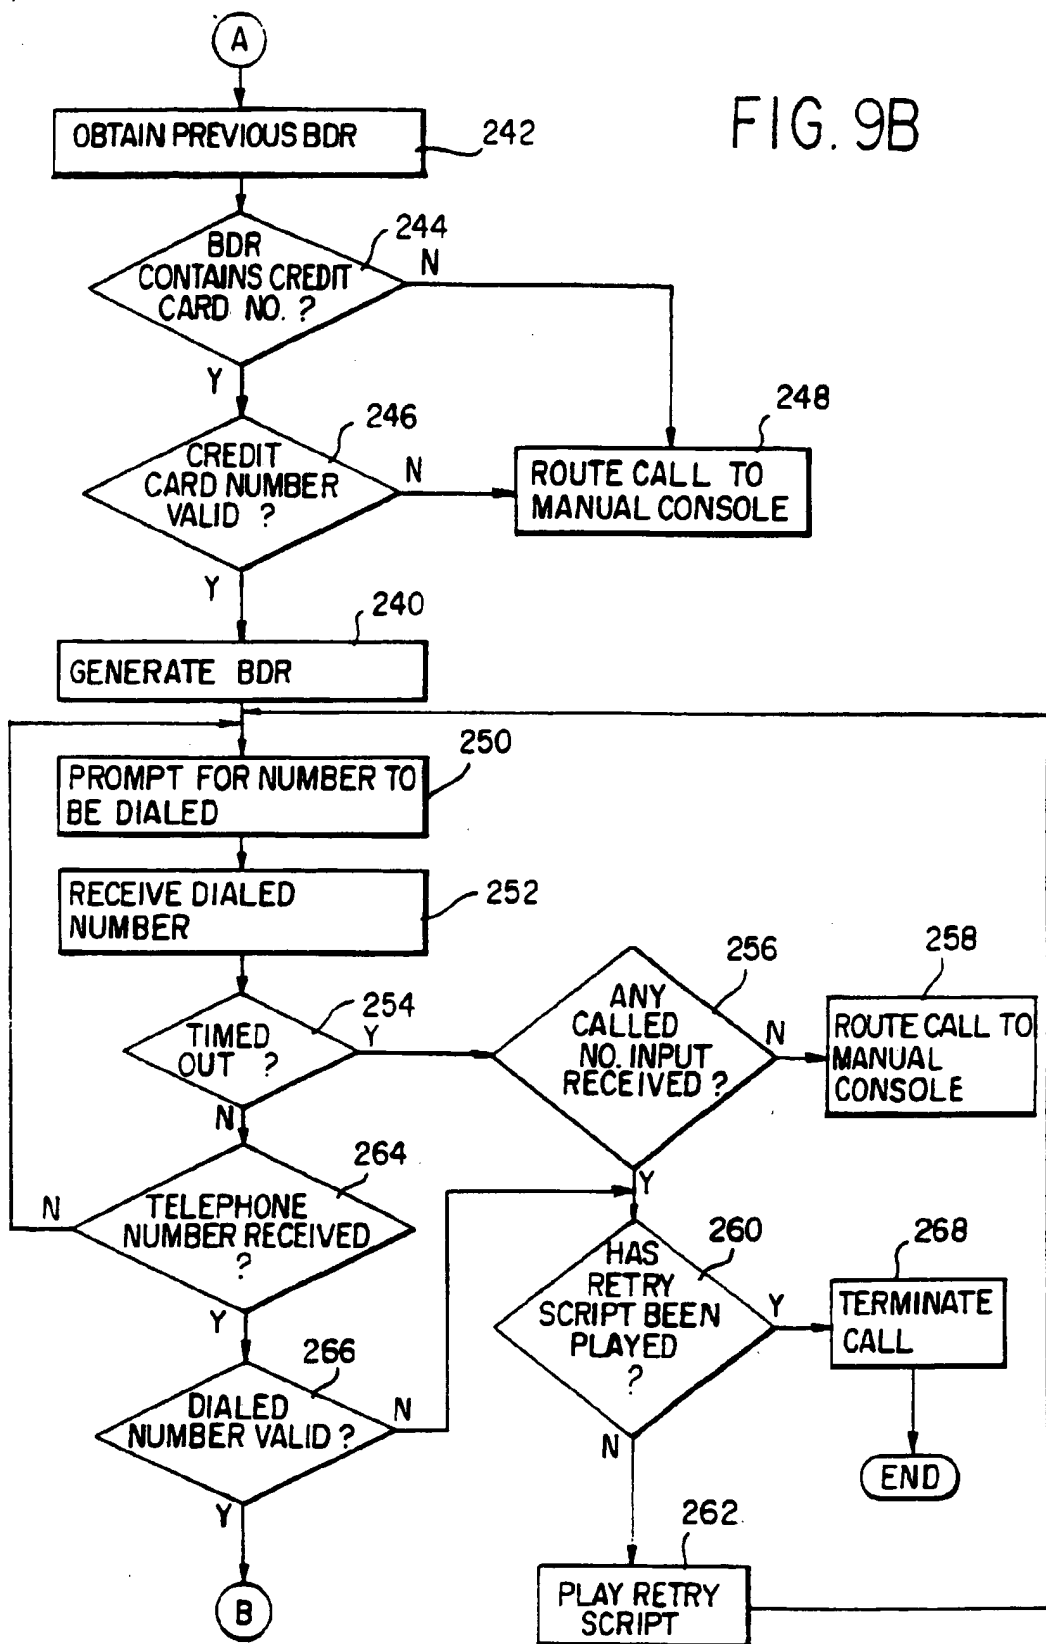 A
FIG. 9B
OBTAIN PREVIOUS BDR
242
244
BDR
CONTAINS CREDIT
CARD NO. ?
N
Y
246
CREDIT
CARD NUMBER
VALID ?
N
Y
248
ROUTE CALL TO
MANUAL CONSOLE
240
GENERATE BDR
250
PROMPT FOR NUMBER TO
BE DIALED
252
RECEIVE DIALED
NUMBER
254
TIMED
OUT ?
Y
N
256
ANY
CALLED
NO. INPUT
RECEIVED ?
N
Y
258
ROUTE CALL TO
MANUAL
CONSOLE
264
TELEPHONE
NUMBER RECEIVED
?
N
Y
260
HAS
RETRY
SCRIPT BEEN
PLAYED
?
Y
N
268
TERMINATE
CALL
END
266
DIALED
NUMBER VALID ?
N
Y
262
PLAY RETRY
SCRIPT
B